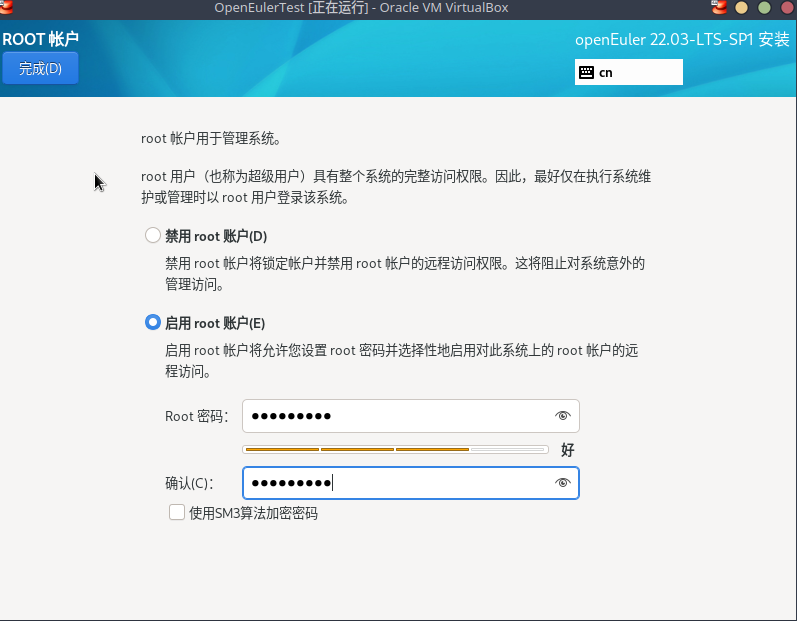 OpenEulerTest [正在运行] - Oracle VM VirtualBox
ROOT 帐户
openEuler 22.03-LTS-SP1 安装
完成(D)
cn
root 帐户用于管理系统。
root 用户（也称为超级用户）具有整个系统的完整访问权限。因此，最好仅在执行系统维
护或管理时以 root 用户登录该系统。
禁用 root 账户(D)
禁用 root 帐户将锁定帐户并禁用 root 帐户的远程访问权限。这将阻止对系统意外的
管理访问。
启用 root 账户(E)
启用 root 帐户将允许您设置 root 密码并选择性地启用对此系统上的 root 帐户的远
程访问。
Root 密码：
●●●●●●●●●
好
确认(C)：
●●●●●●●●●
使用SM3算法加密密码